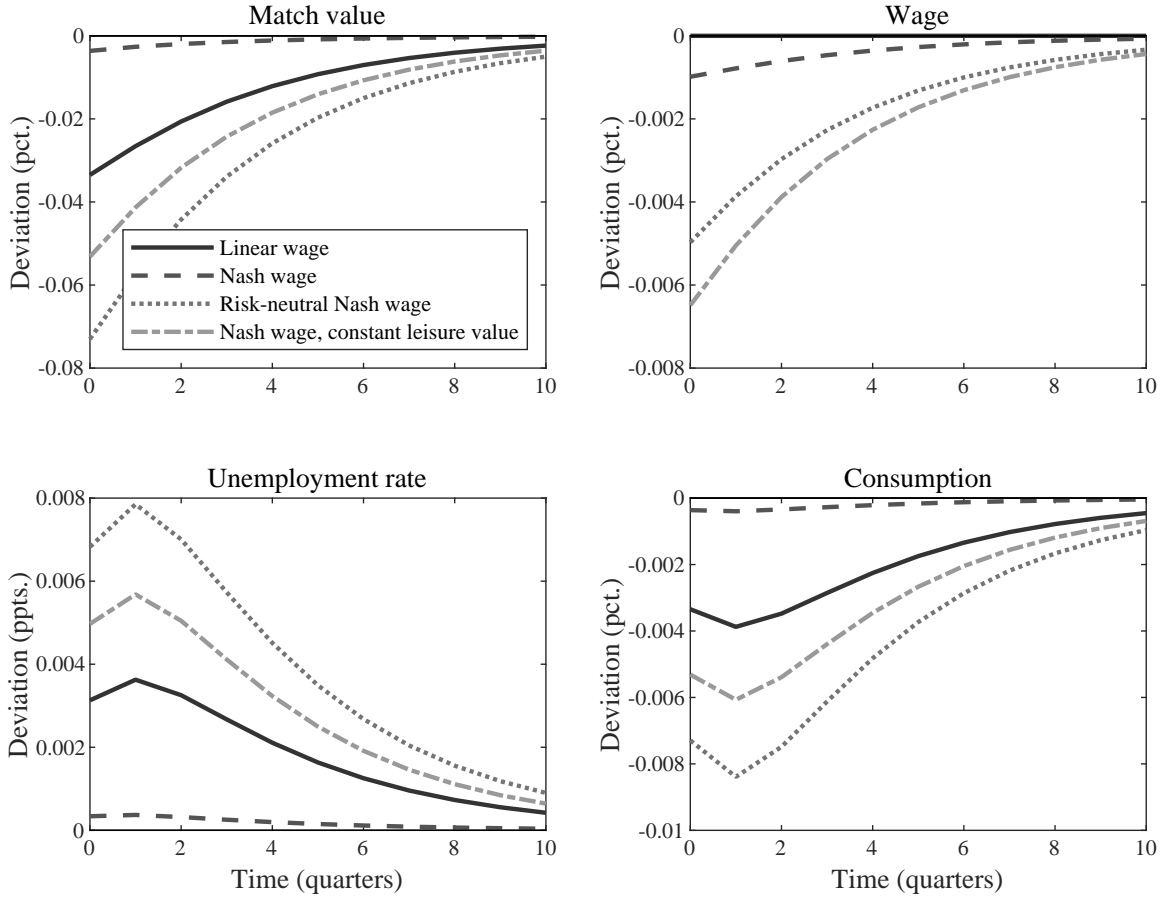 Match value
Deviation (pct.)
0
-0.02
-0.04
-0.06
-0.08
0 2 4 6 8 10
Linear wage
Nash wage
Risk-neutral Nash wage
Nash wage, constant leisure value
Wage
Deviation (pct.)
0
-0.002
-0.004
-0.006
-0.008
0 2 4 6 8 10
Unemployment rate
Deviation (ppts.)
0.008
0.006
0.004
0.002
0
0 2 4 6 8 10
Time (quarters)
Consumption
Deviation (pct.)
0
-0.002
-0.004
-0.006
-0.008
-0.01
0 2 4 6 8 10
Time (quarters)